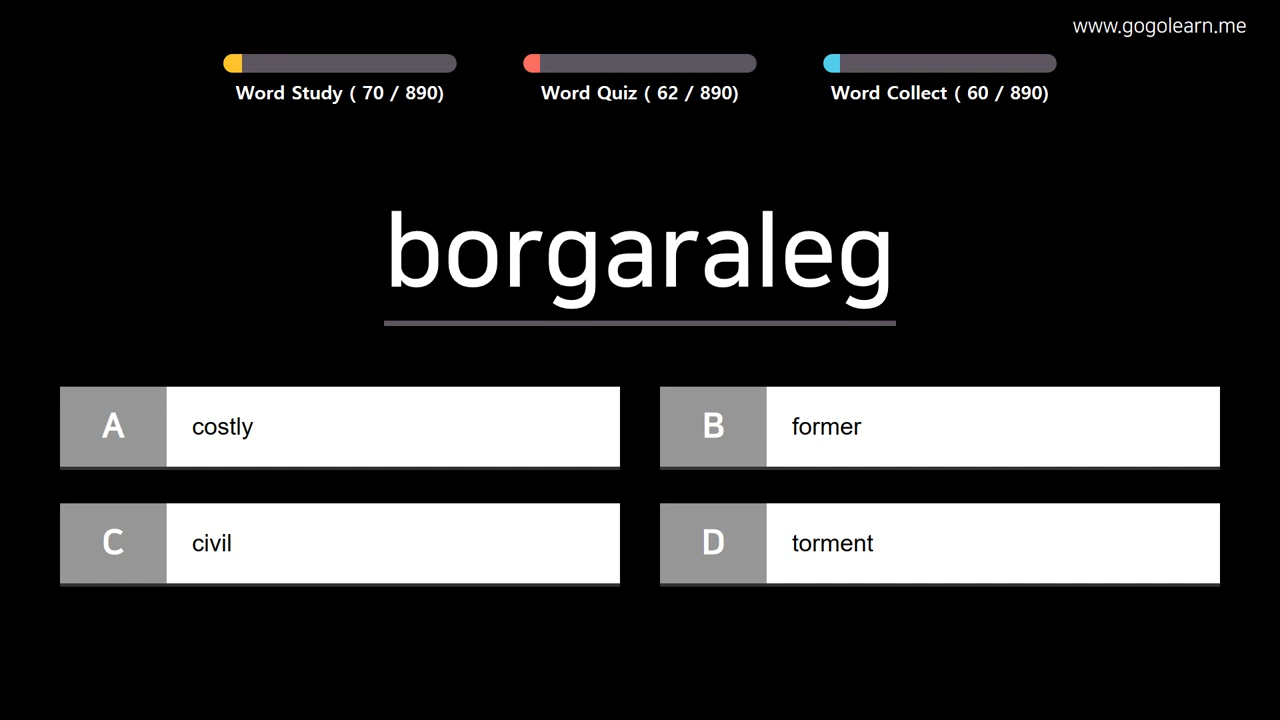 www.gogolearn.me
Word Study ( 70 / 890)
Word Quiz ( 62 / 890)
Word Collect ( 60 / 890)
borgaraleg
A costly
B former
C civil
D torment